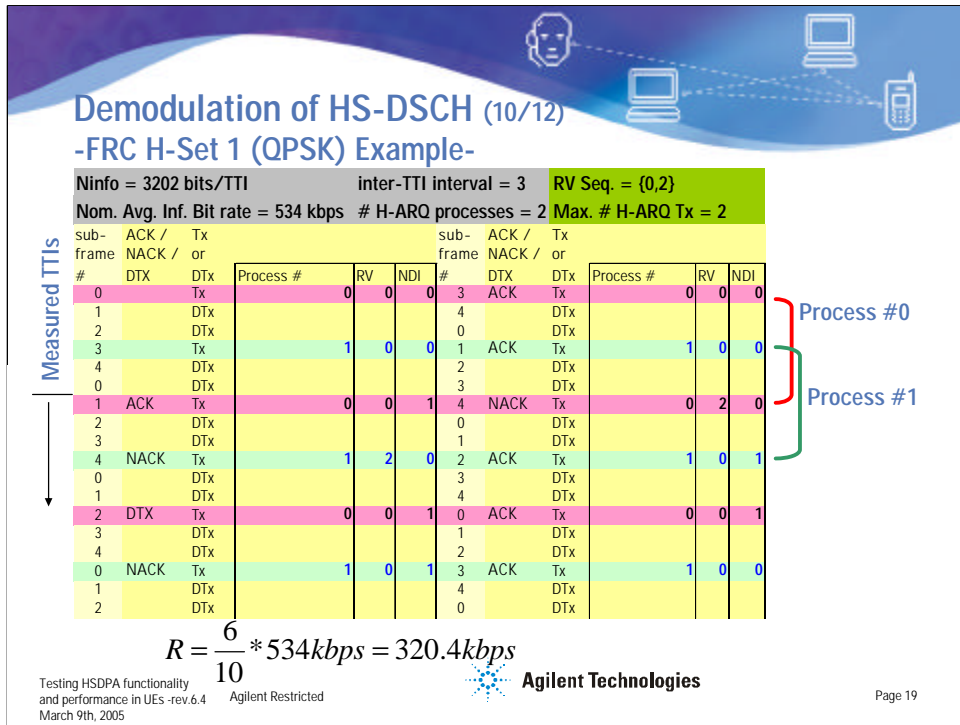 Demodulation of HS-DSCH (10/12)
-FRC H-Set 1 (QPSK) Example-
Ninfo = 3202 bits/TTI inter-TTI interval = 3 RV Seq. = {0,2}
Nom. Avg. Inf. Bit rate = 534 kbps # H-ARQ processes = 2 Max. # H-ARQ Tx = 2
sub- ACK / Tx sub- ACK / Tx
frame NACK / or frame NACK / or
# DTX DTx Process # RV NDI # DTX DTx Process # RV NDI
0 Tx 0 0 0 3 ACK Tx 0 0 0
1 DTx 4 DTx
2 DTx 0 DTx
3 Tx 1 0 0 1 ACK Tx 1 0 0
4 DTx 2 DTx
0 DTx 3 DTx
1 ACK Tx 0 0 1 4 NACK Tx 0 2 0
2 DTx 0 DTx
3 DTx 1 DTx
4 NACK Tx 1 2 0 2 ACK Tx 1 0 1
0 DTx 3 DTx
1 DTx 4 DTx
2 DTX Tx 0 0 1 0 ACK Tx 0 0 1
3 DTx 1 DTx
4 DTx 2 DTx
0 NACK Tx 1 0 1 3 ACK Tx 1 0 0
1 DTx 4 DTx
2 DTx 0 DTx
Measured TTIs
Process #0
Process #1
R = 6/10 * 534kbps = 320.4kbps
Testing HSDPA functionality
and performance in UEs -rev.6.4
March 9th, 2005
Agilent Restricted
Agilent Technologies
Page 19